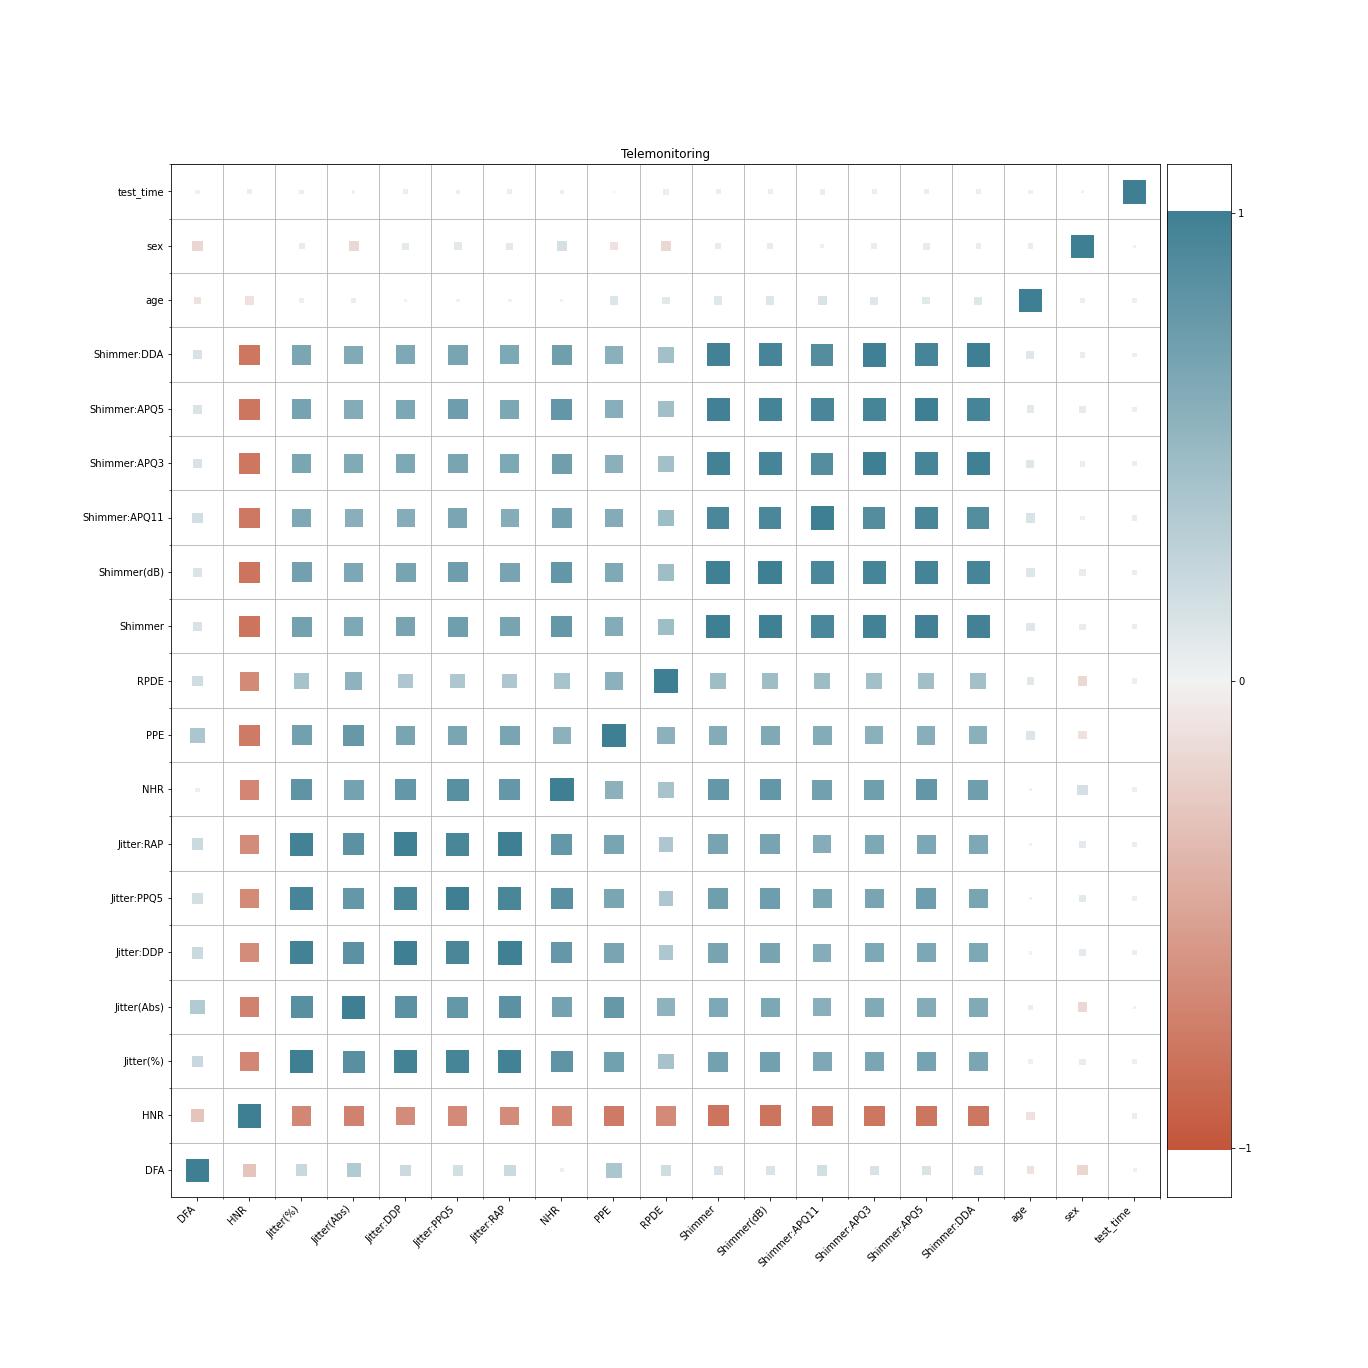 Telemonitoring
test_time
sex
age
Shimmer:DDA
Shimmer:APQ5
Shimmer:APQ3
Shimmer:APQ11
Shimmer(dB)
Shimmer
RPDE
PPE
NHR
Jitter:RAP
Jitter:PPQ5
Jitter:DDP
Jitter(Abs)
Jitter(%)
HNR
DFA
DFA
HNR
Jitter(%)
Jitter(Abs)
Jitter:DDP
Jitter:PPQ5
Jitter:RAP
NHR
PPE
RPDE
Shimmer
Shimmer(dB)
Shimmer:APQ11
Shimmer:APQ3
Shimmer:APQ5
Shimmer:DDA
age
sex
test_time
1
0
−1